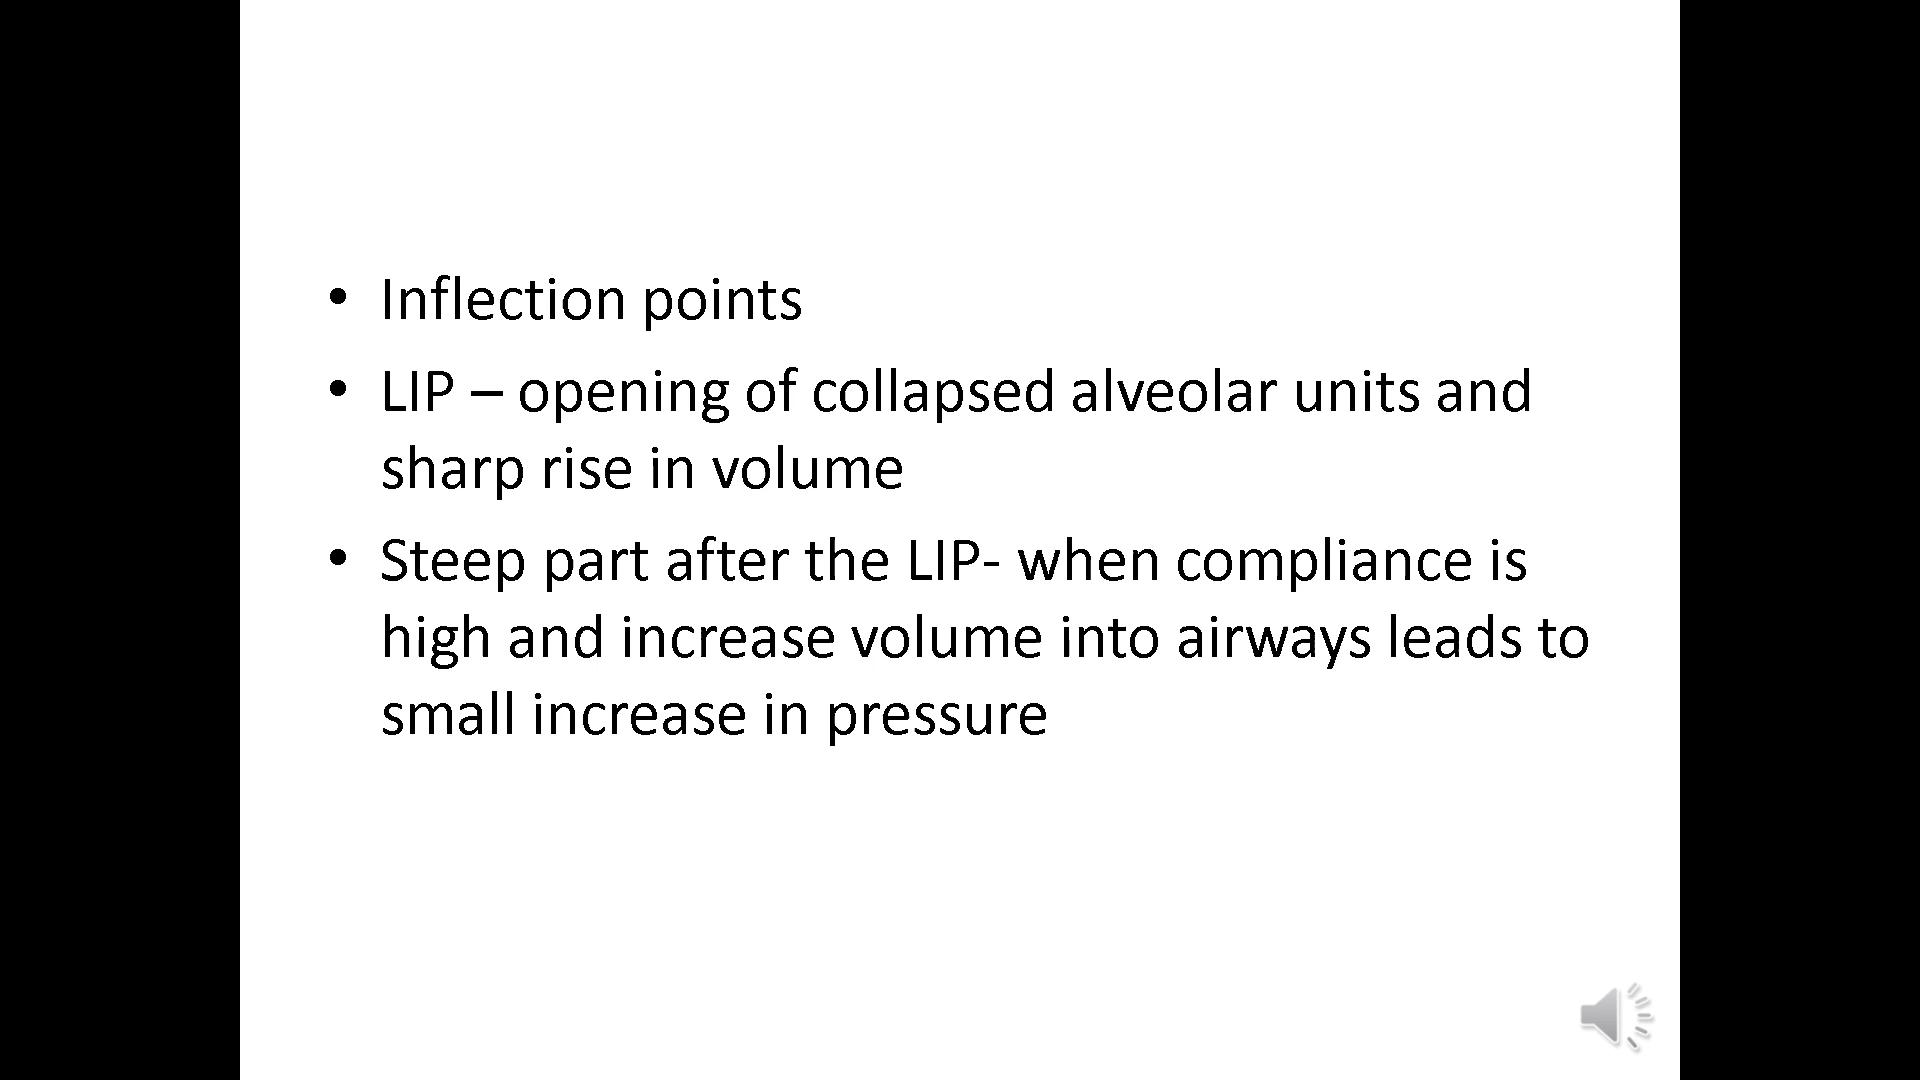 • Inflection points
• LIP – opening of collapsed alveolar units and
sharp rise in volume
• Steep part after the LIP- when compliance is
high and increase volume into airways leads to
small increase in pressure